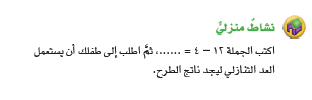 نشاطٌ منزليٌّ
اكتب الجملة ١٢ – ٤ = ......، ثمَّ اطلب إلى طفلك أن يستعمل
العد التنازلي ليجد ناتج الطرح.